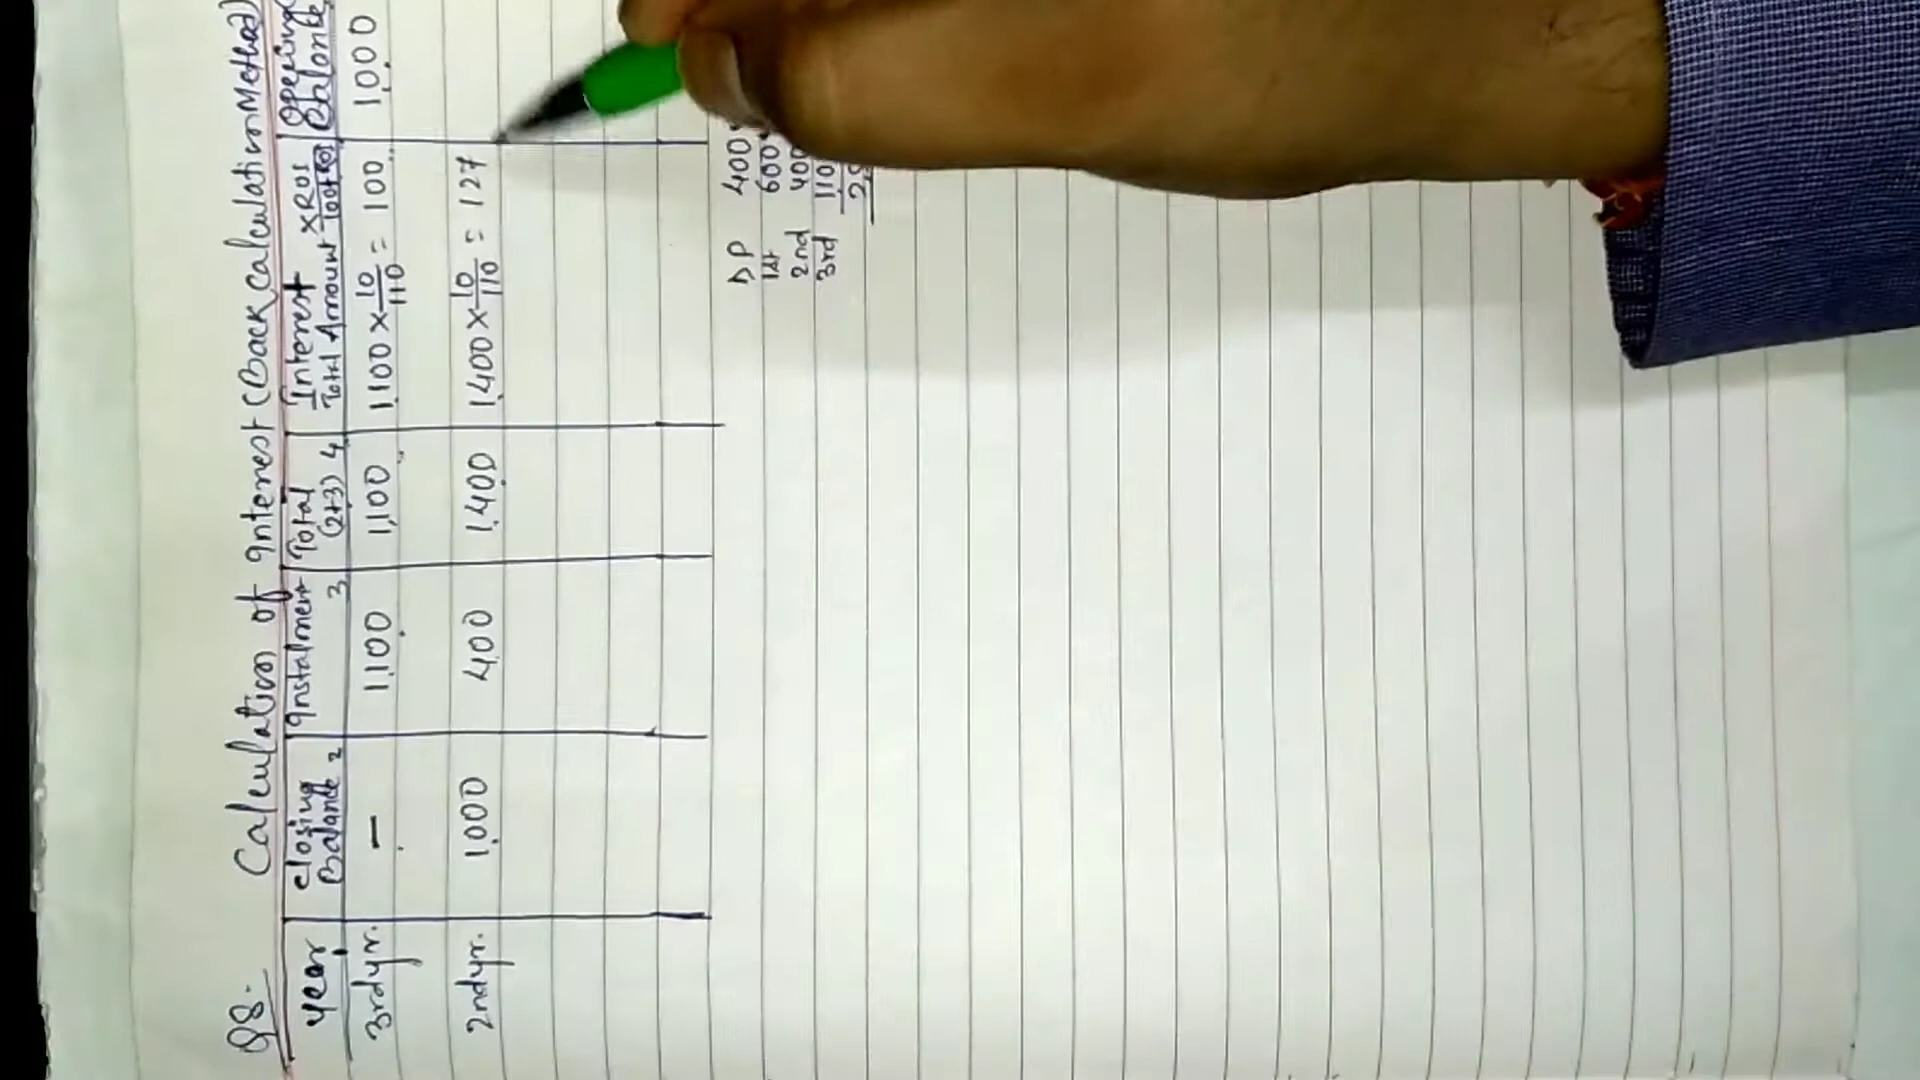 Q8. Calculation of Interest (Back Calculation Method)
Year Closing Balance 2 Instalment 3 Total (2+3) 4 Interest Total Amount × ROI Opening Balance
3rd yr. — 1,100 1,100 1,100 × 10/110 = 100 1,000
2nd yr. 1,000 400 1,400 1,400 × 10/110 = 127
DP 400
1st 600
2nd 400
3rd 110